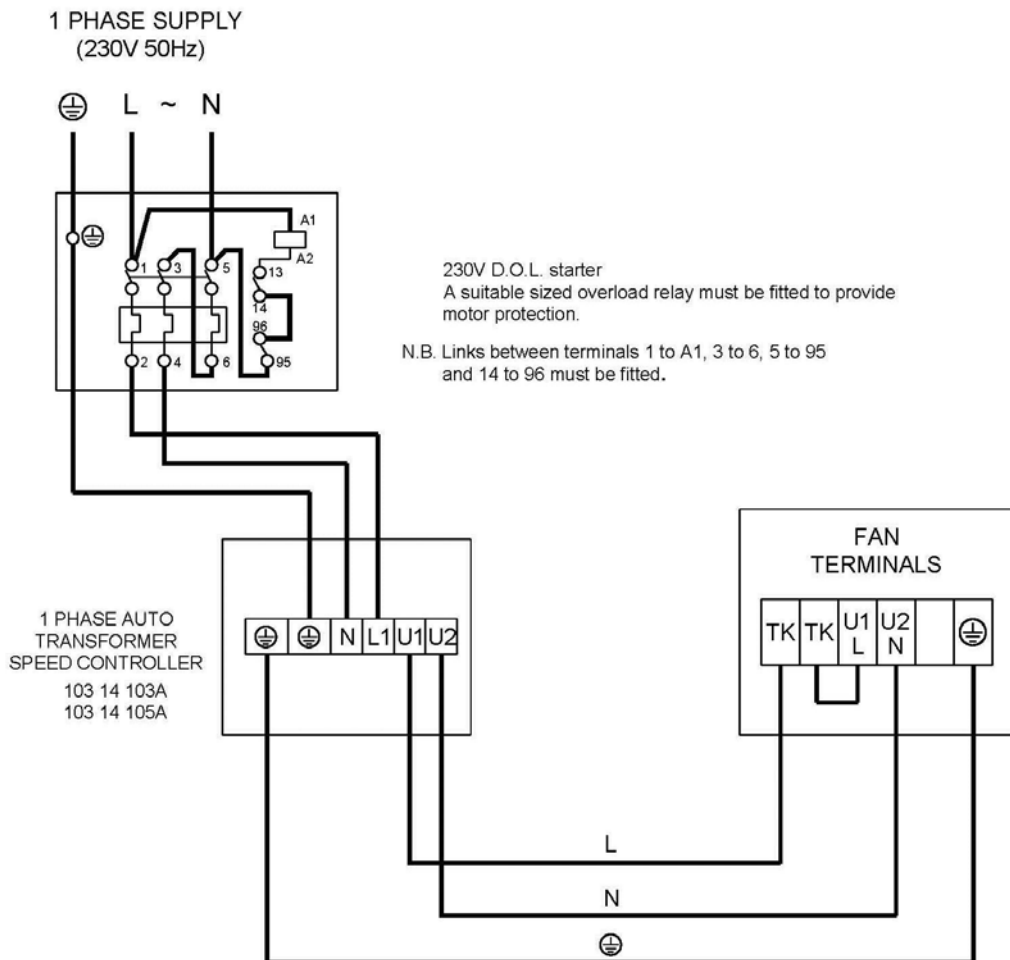 1 PHASE SUPPLY
(230V 50Hz)
L ~ N
A1
A2
1 3 5 13
14
96
2 4 6 95
230V D.O.L. starter
A suitable sized overload relay must be fitted to provide
motor protection.
N.B. Links between terminals 1 to A1, 3 to 6, 5 to 95
and 14 to 96 must be fitted.
1 PHASE AUTO
TRANSFORMER
SPEED CONTROLLER
103 14 103A
103 14 105A
N L1 U1 U2
FAN
TERMINALS
TK TK U1 U2
L N
L
N